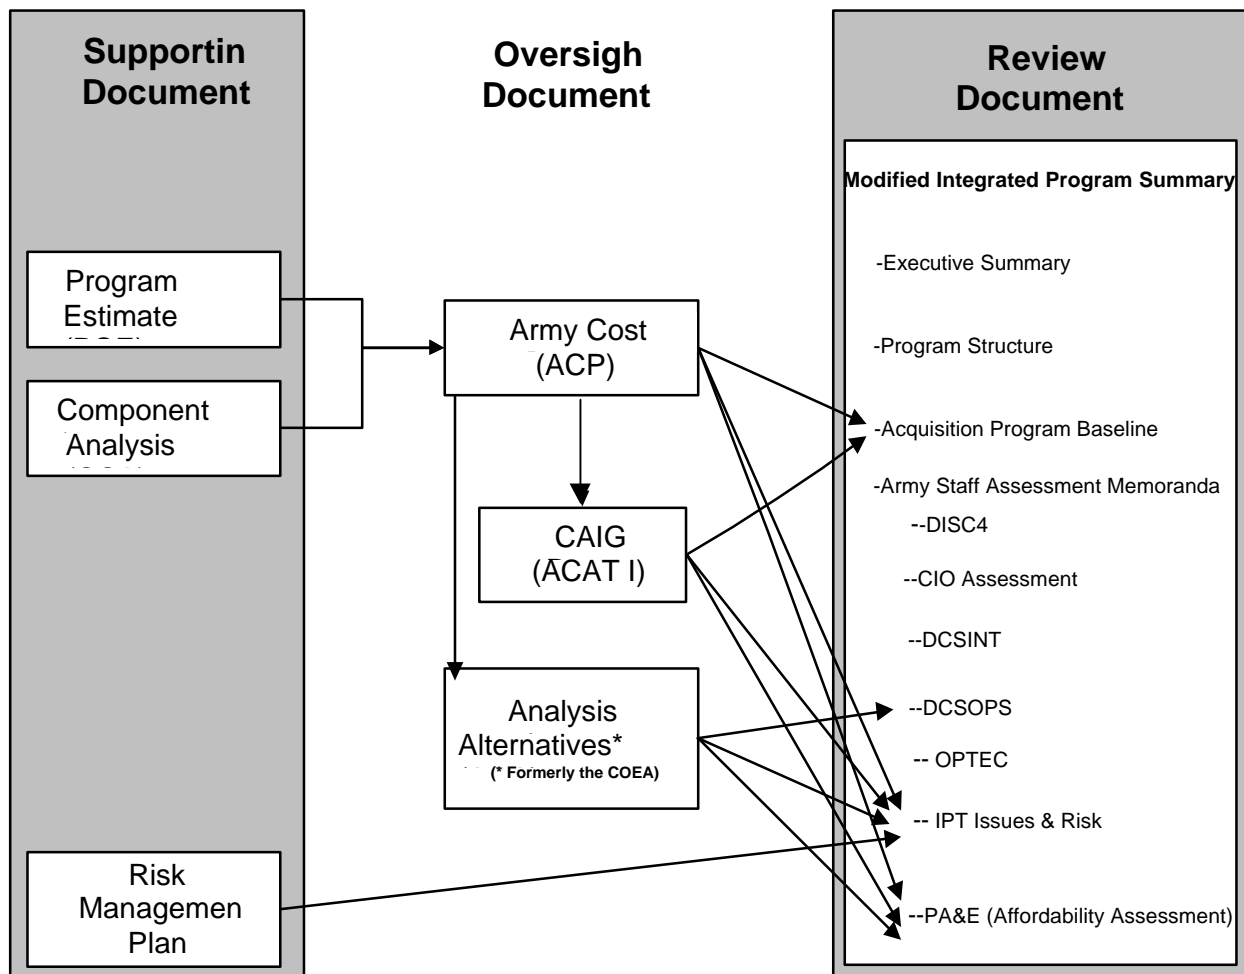 Supportin
Document
Oversigh
Document
Review
Document
Modified Integrated Program Summary
-Executive Summary
Program
Estimate
-Program Structure
Army Cost
(ACP)
Component
Analysis
-Acquisition Program Baseline
-Army Staff Assessment Memoranda
--DISC4
CAIG
(ACAT I)
--CIO Assessment
--DCSINT
Analysis
Alternatives*
(* Formerly the COEA)
--DCSOPS
-- OPTEC
-- IPT Issues & Risk
Risk
Managemen
Plan
--PA&E (Affordability Assessment)